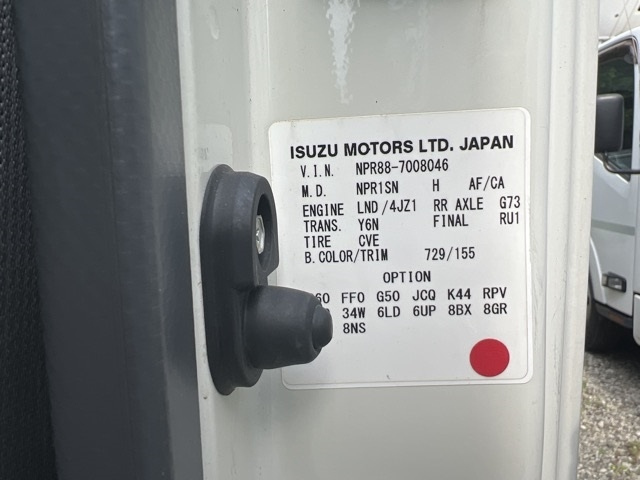 ISUZU MOTORS LTD. JAPAN
V.I.N. NPR88-7008046
M.D. NPR1SN H AF/CA
ENGINE LND/4JZ1 RR AXLE G73
TRANS. Y6N FINAL RU1
TIRE CVE
B.COLOR/TRIM 729/155
OPTION
FFO G50 JCQ K44 RPV
34W 6LD 6UP 8BX 8GR
8NS